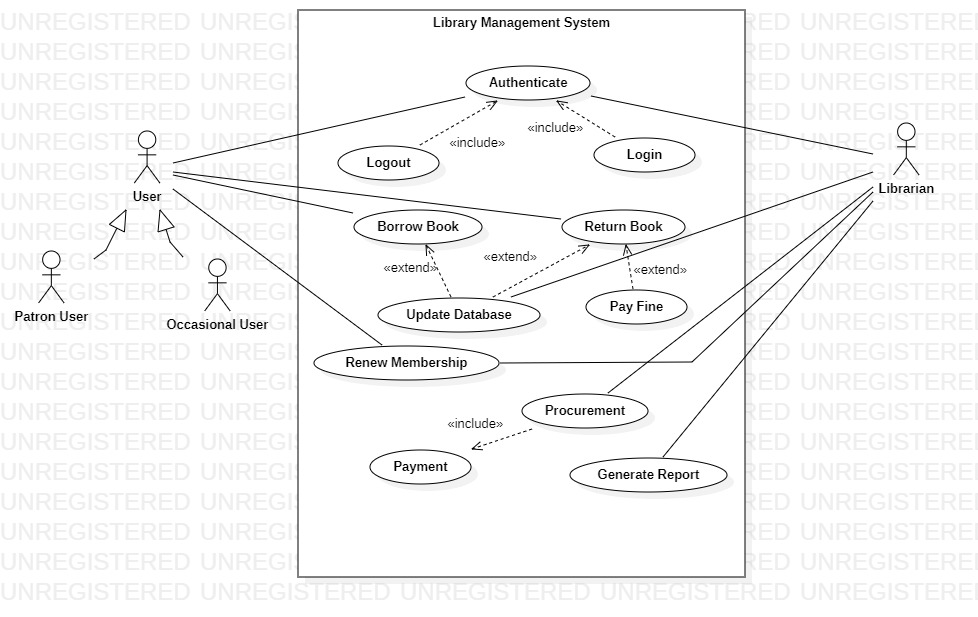 Library Management System
Authenticate
«include»
«include»
Logout
Login
User
Librarian
Borrow Book
Return Book
«extend»
«extend»
«extend»
Patron User
Occasional User
Update Database
Pay Fine
Renew Membership
Procurement
«include»
Payment
Generate Report
UNREGISTERED UNREGISTERED UNREGISTERED UNREGISTERED UNREGISTERED